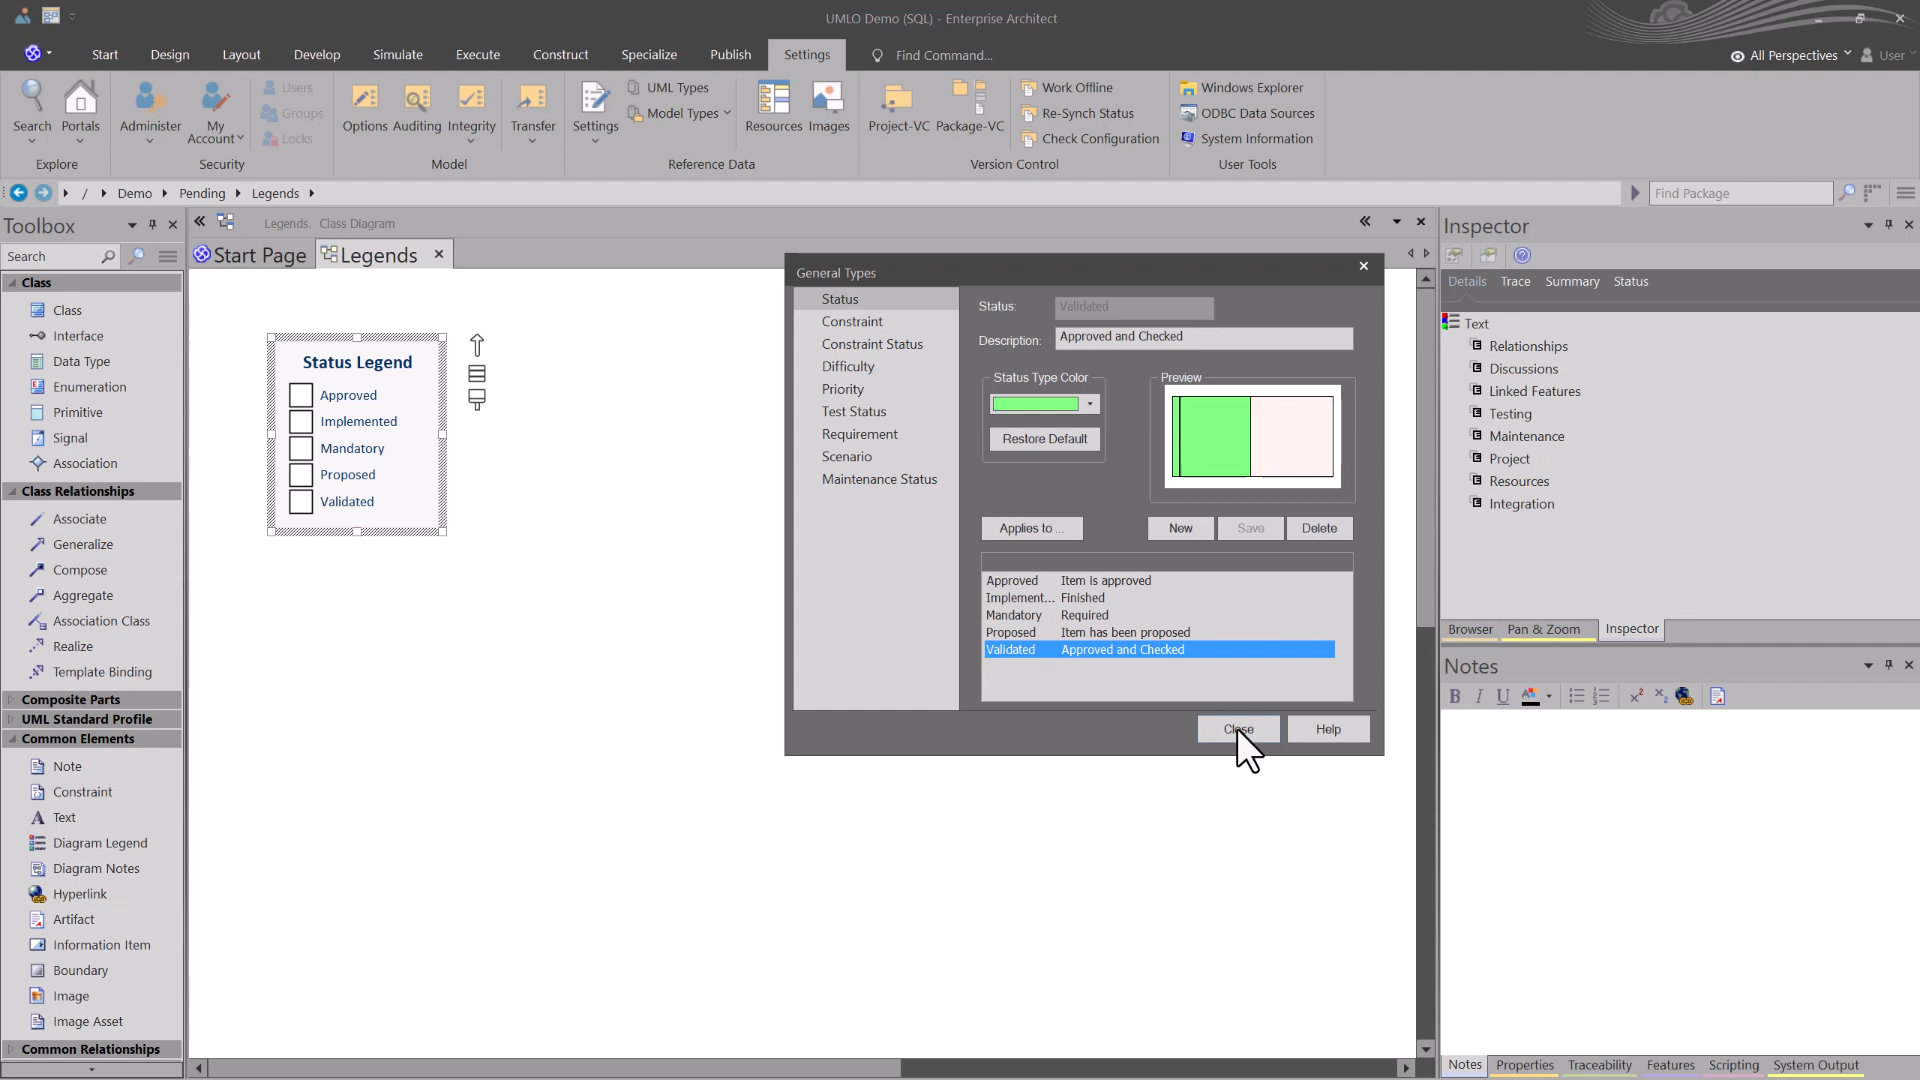 UMLO Demo (SQL) - Enterprise Architect
Start
Design
Layout
Develop
Simulate
Execute
Construct
Specialize
Publish
Settings
Find Command...
All Perspectives
User
Search
Portals
Explore
Administer
My Account
Users
Groups
Locks
Security
Options
Auditing
Integrity
Model
Transfer
Settings
UML Types
Model Types
Resources
Images
Reference Data
Project-VC
Package-VC
Work Offline
Re-Synch Status
Check Configuration
Version Control
Windows Explorer
ODBC Data Sources
System Information
User Tools
/ Demo Pending Legends
Find Package
Toolbox
Search
Class
Class
Interface
Data Type
Enumeration
Primitive
Signal
Association
Class Relationships
Associate
Generalize
Compose
Aggregate
Association Class
Realize
Template Binding
Composite Parts
UML Standard Profile
Common Elements
Note
Constraint
Text
Diagram Legend
Diagram Notes
Hyperlink
Artifact
Information Item
Boundary
Image
Image Asset
Common Relationships
Legends. Class Diagram
Start Page
Legends
Status Legend
Approved
Implemented
Mandatory
Proposed
Validated
General Types
Status
Constraint
Constraint Status
Difficulty
Priority
Test Status
Requirement
Scenario
Maintenance Status
Status: Validated
Description: Approved and Checked
Status Type Color
Restore Default
Preview
Applies to ...
New
Save
Delete
Approved Item is approved
Implement... Finished
Mandatory Required
Proposed Item has been proposed
Validated Approved and Checked
Close
Help
Inspector
Details
Trace
Summary
Status
Text
Relationships
Discussions
Linked Features
Testing
Maintenance
Project
Resources
Integration
Browser
Pan & Zoom
Inspector
Notes
B I U
Notes
Properties
Traceability
Features
Scripting
System Output